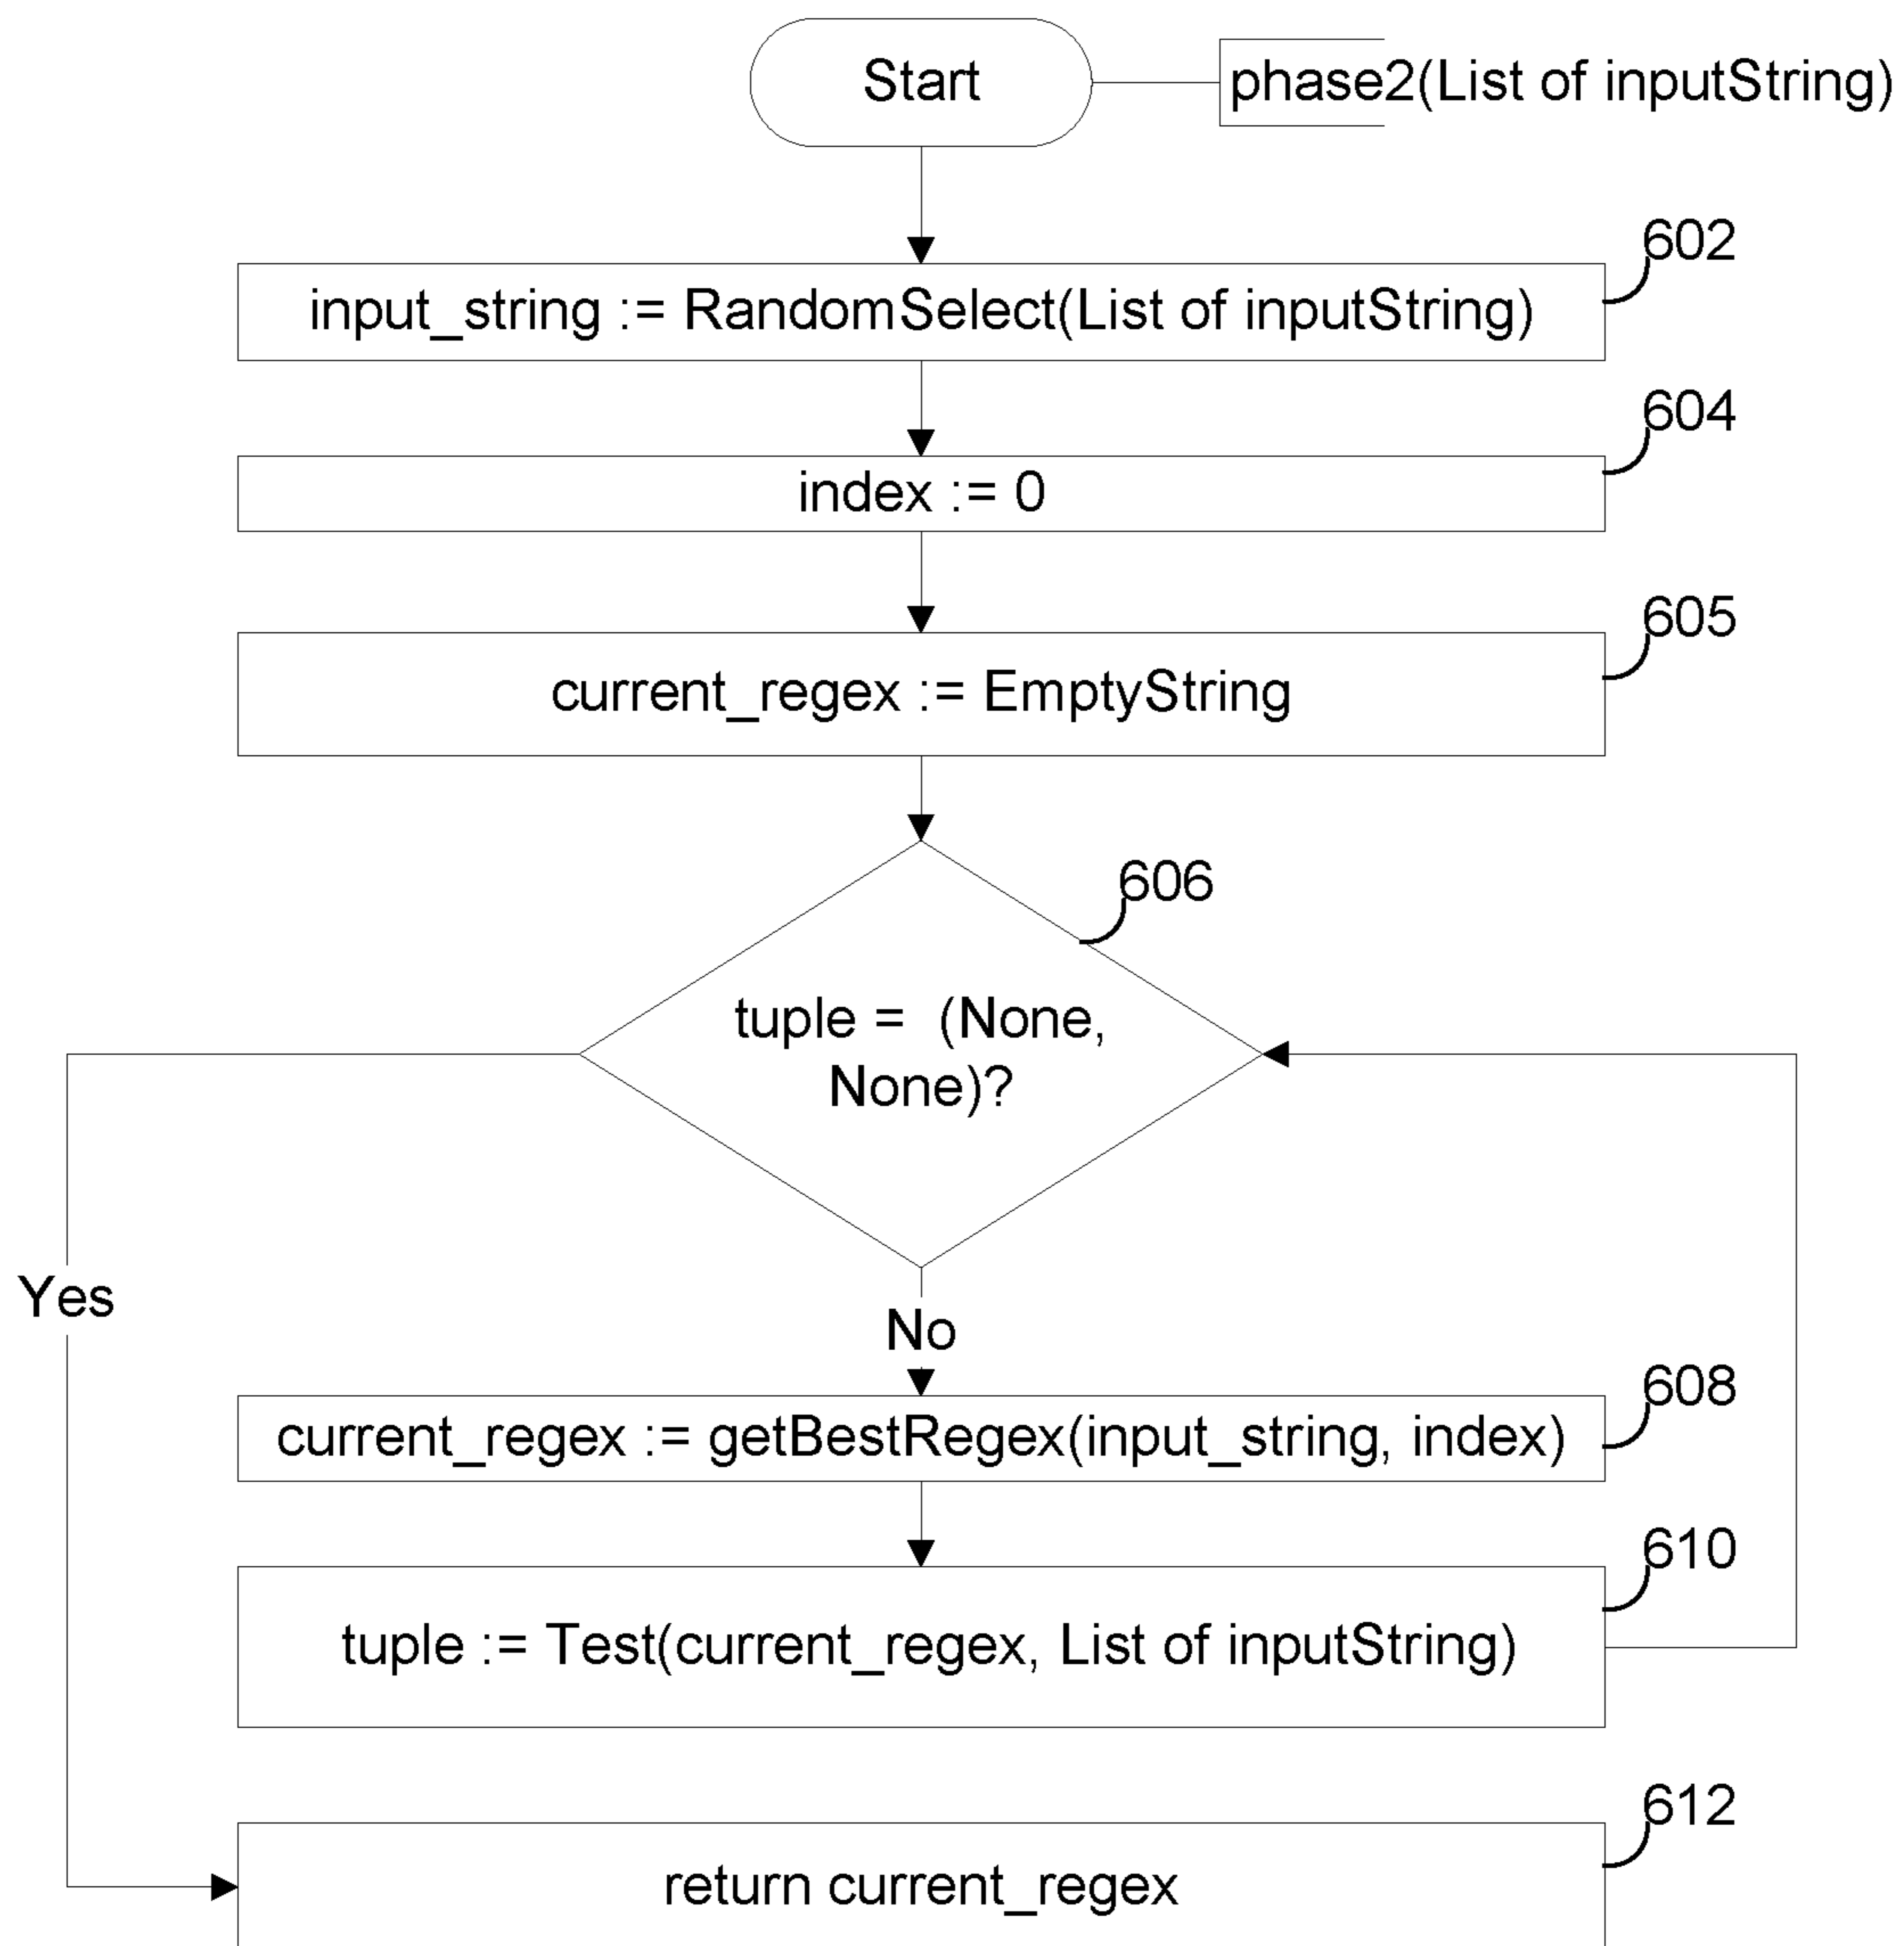 Start
phase2(List of inputString)
602
input_string := RandomSelect(List of inputString)
604
index := 0
605
current_regex := EmptyString
606
tuple =  (None,
None)?
Yes
No
608
current_regex := getBestRegex(input_string, index)
610
tuple := Test(current_regex, List of inputString)
612
return current_regex